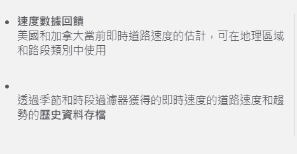 速度數據回饋
美國和加拿大當前即時道路速度的估計，可在地理區域
和路段類別中使用
透過季節和時段過濾器獲得的即時速度的道路速度和趨
勢的歷史資料存檔